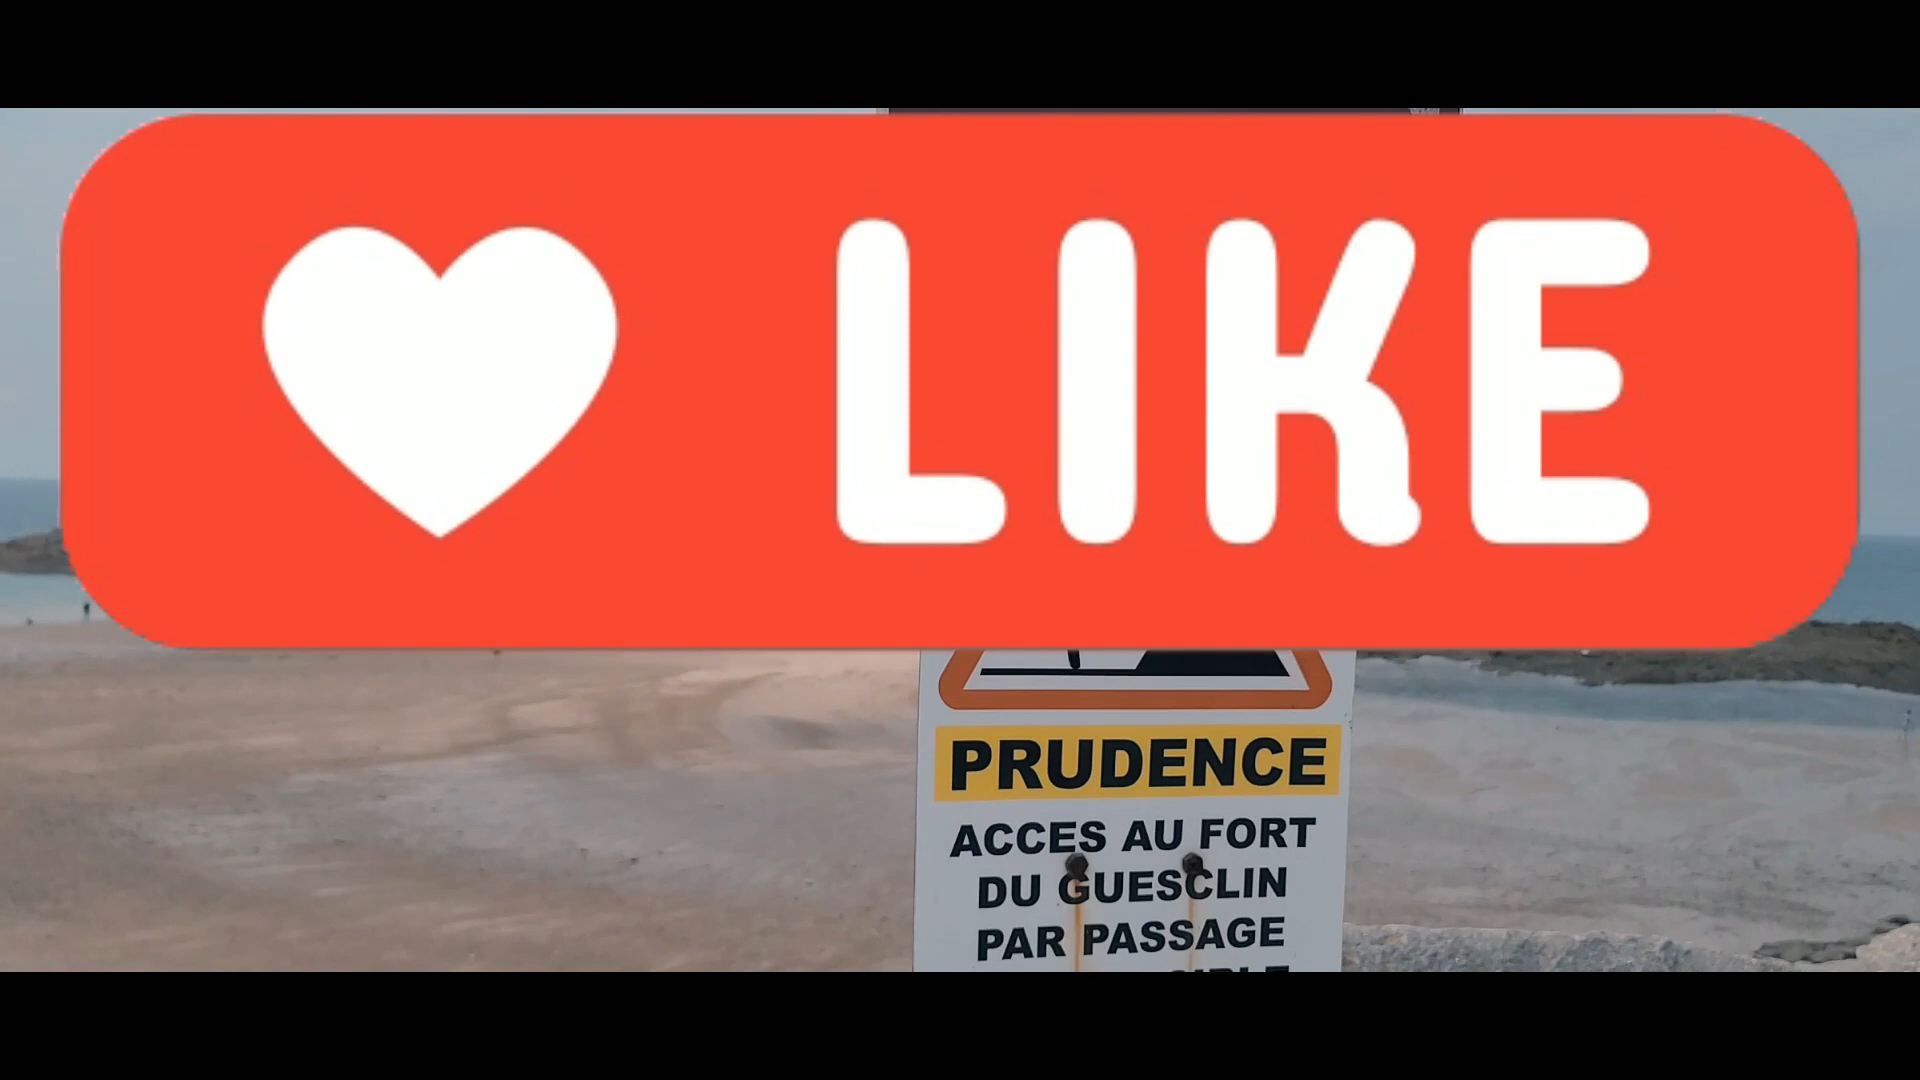 LIKE
PRUDENCE
ACCES AU FORT
DU GUESCLIN
PAR PASSAGE